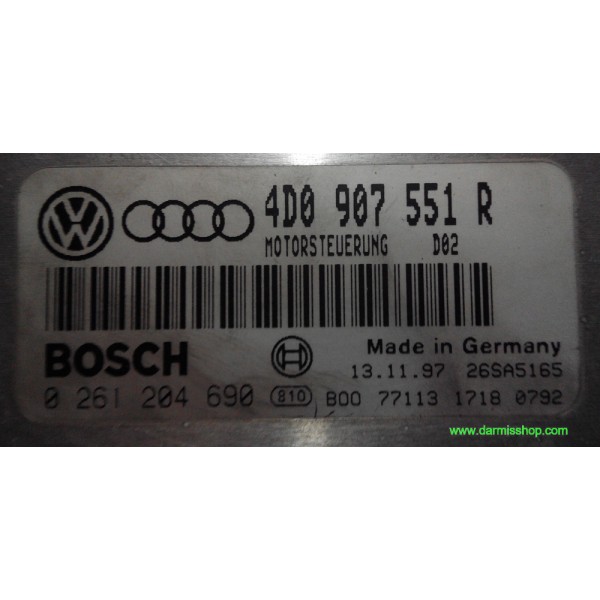 4D0 907 551 R
MOTORSTEUERUNG D02
BOSCH
Made in Germany
13.11.97 26SA5165
0 261 204 690 810 B00 77113 1718 0792
www.darmisshop.com